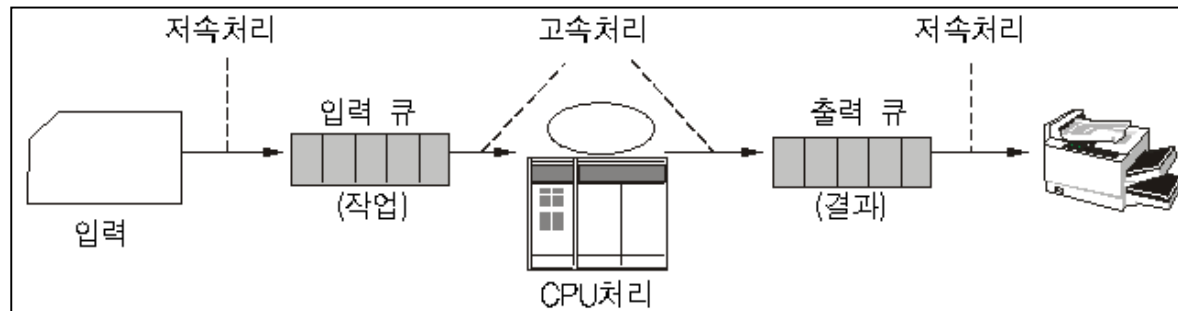 저속처리
고속처리
저속처리
입력 큐
출력 큐
(작업)
(결과)
입력
CPU처리